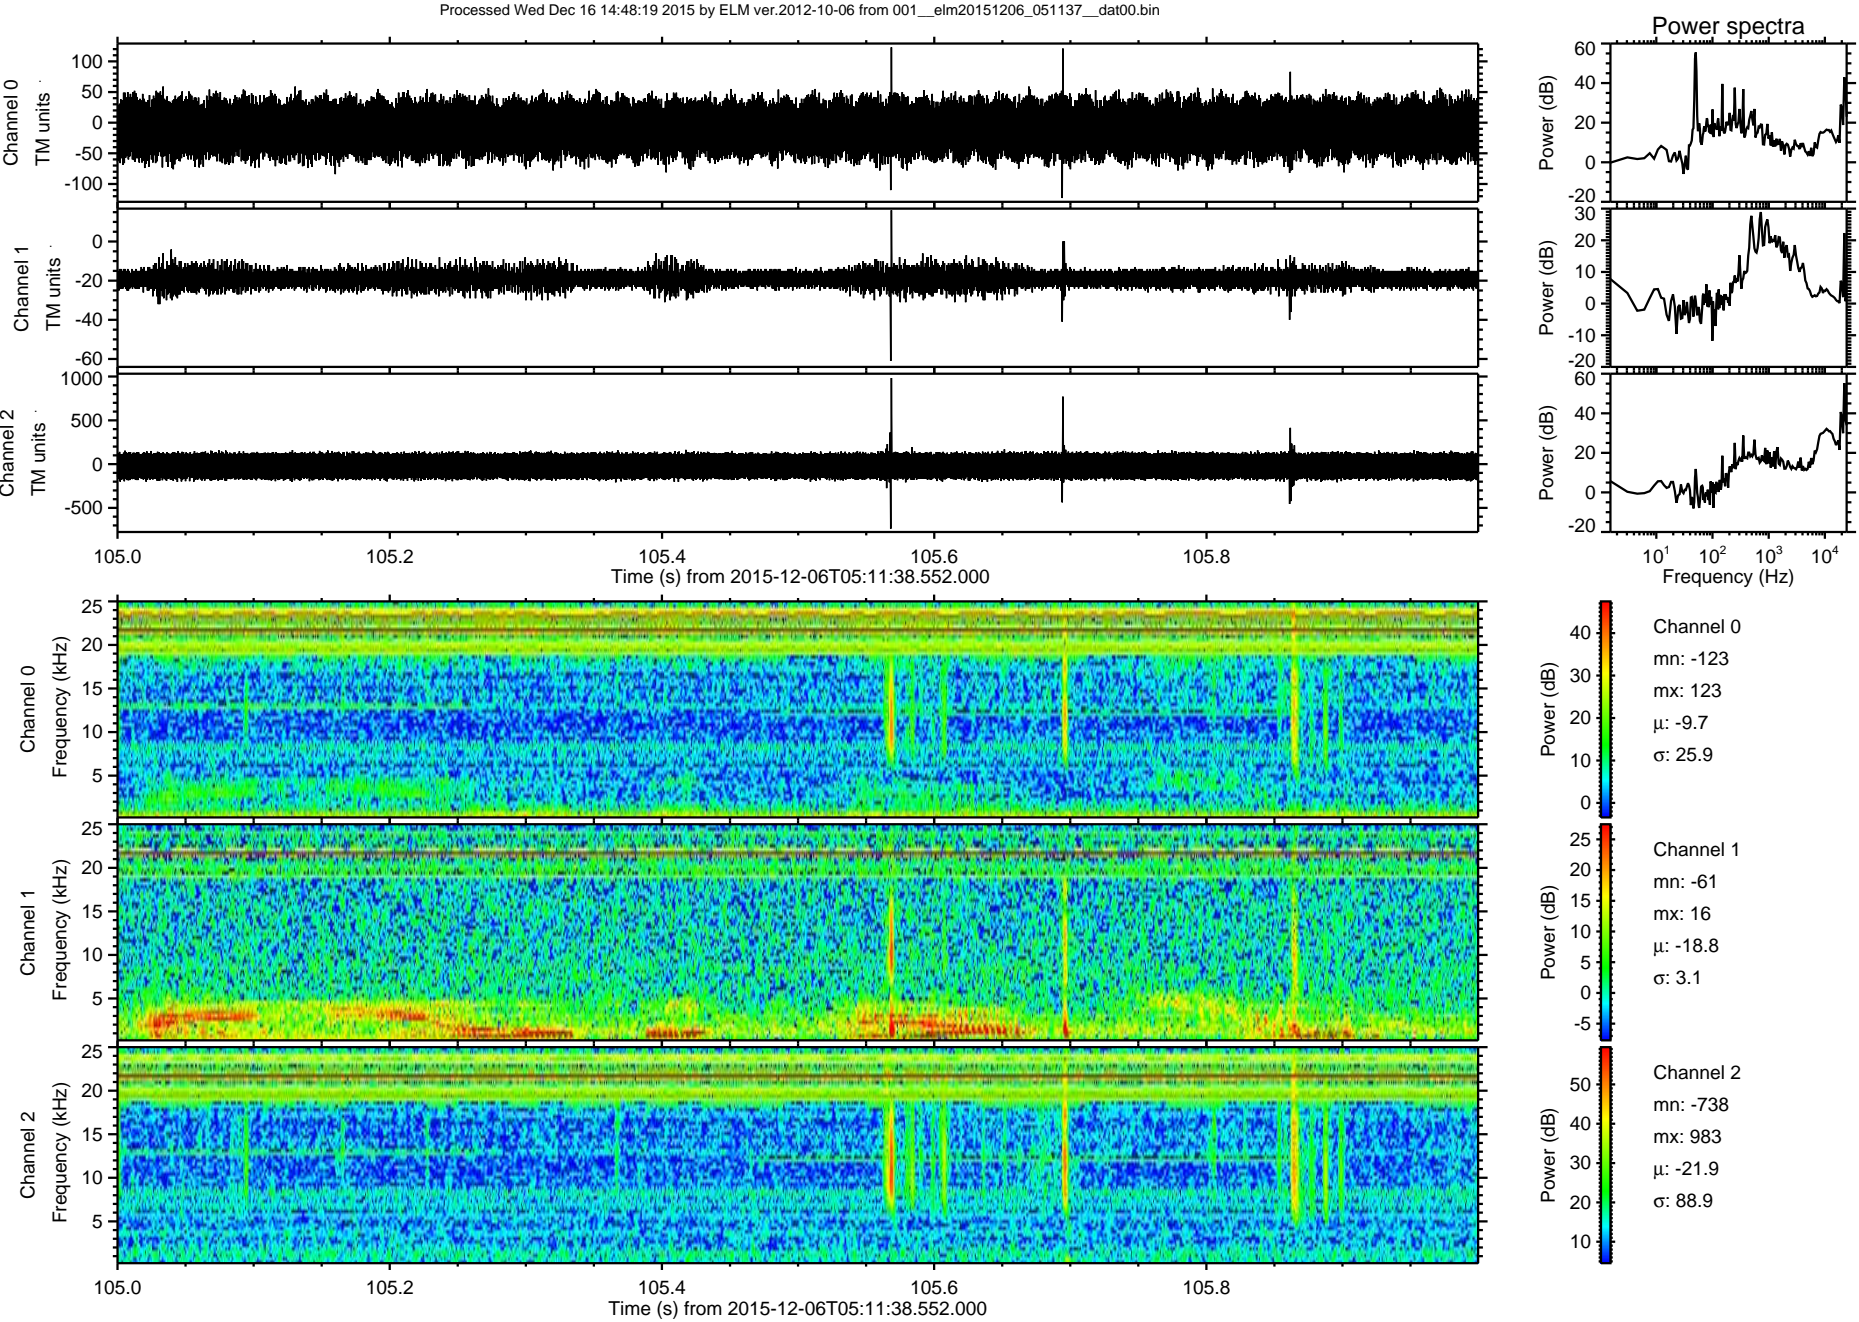 Processed Wed Dec 16 14:48:19 2015 by ELM ver.2012-10-06 from 001__elm20151206_051137__dat00.bin
Power spectra
Channel 0
TM units
100
50
0
-50
-100
Power (dB)
60
40
20
0
-20
Channel 1
TM units
0
-20
-40
-60
Power (dB)
30
20
10
0
-10
-20
Channel 2
TM units
1000
500
0
-500
Power (dB)
60
40
20
0
-20
105.0 105.2 105.4 105.6 105.8
Time (s) from 2015-12-06T05:11:38.552.000
10^1 10^2 10^3 10^4
Frequency (Hz)
Channel 0
Frequency (kHz)
25
20
15
10
5
Power (dB)
40
30
20
10
0
Channel 0
mn: -123
mx: 123
μ: -9.7
σ: 25.9
Channel 1
Frequency (kHz)
25
20
15
10
5
Power (dB)
25
20
15
10
5
0
-5
Channel 1
mn: -61
mx: 16
μ: -18.8
σ: 3.1
Channel 2
Frequency (kHz)
25
20
15
10
5
Power (dB)
50
40
30
20
10
Channel 2
mn: -738
mx: 983
μ: -21.9
σ: 88.9
105.0 105.2 105.4 105.6 105.8
Time (s) from 2015-12-06T05:11:38.552.000